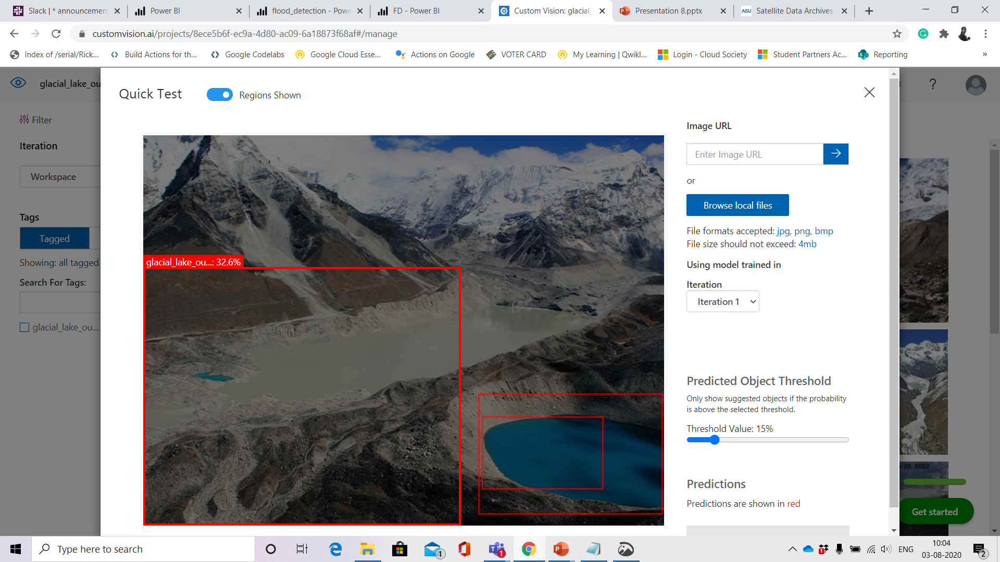 Slack | * announcement
Power BI
flood_detection - Powe
FD - Power BI
Custom Vision: glacial_
Presentation 8.pptx
AGU
Satellite Data Archives
customvision.ai/projects/8ece5b6f-ec9a-4d80-ac09-6a18873f68af#/manage
Index of /serial/Rick...
Build Actions for th...
Google Codelabs
Google Cloud Esse...
Actions on Google
VOTER CARD
My Learning | Qwikl...
Login - Cloud Society
Student Partners Ac...
Reporting
»
glacial_lake_ou
?
Quick Test
Regions Shown
Filter
Iteration
Workspace
Tags
Tagged
Showing: all tagged
Search For Tags:
glacial_lake_ou...
glacial_lake_ou...: 32.6%
Image URL
Enter Image URL
or
Browse local files
File formats accepted: jpg, png, bmp
File size should not exceed: 4mb
Using model trained in
Iteration
Iteration 1
Predicted Object Threshold
Only show suggested objects if the probability
is above the selected threshold.
Threshold Value: 15%
Predictions
Predictions are shown in red
20, 2002
Get started
Type here to search
1
1
1
ENG
10:04
03-08-2020
2